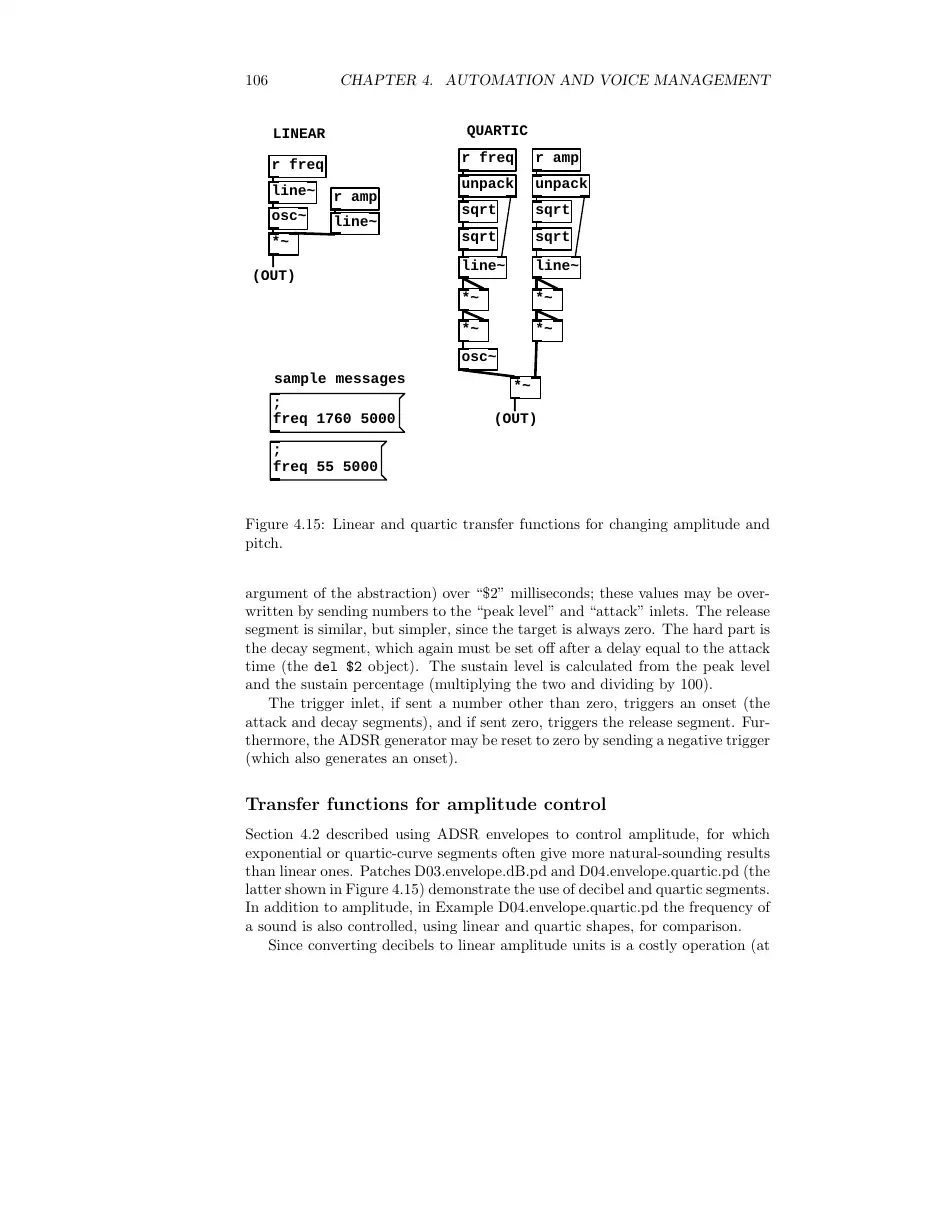 106 CHAPTER 4. AUTOMATION AND VOICE MANAGEMENT
LINEAR
r freq
line~
r amp
osc~
line~
*~
(OUT)
QUARTIC
r freq r amp
unpack unpack
sqrt sqrt
sqrt sqrt
line~ line~
*~ *~
*~ *~
osc~
*~
(OUT)
sample messages
;
freq 1760 5000
;
freq 55 5000
Figure 4.15: Linear and quartic transfer functions for changing amplitude and
pitch.
argument of the abstraction) over “$2” milliseconds; these values may be over-
written by sending numbers to the “peak level” and “attack” inlets. The release
segment is similar, but simpler, since the target is always zero. The hard part is
the decay segment, which again must be set off after a delay equal to the attack
time (the del $2 object). The sustain level is calculated from the peak level
and the sustain percentage (multiplying the two and dividing by 100).
The trigger inlet, if sent a number other than zero, triggers an onset (the
attack and decay segments), and if sent zero, triggers the release segment. Fur-
thermore, the ADSR generator may be reset to zero by sending a negative trigger
(which also generates an onset).
Transfer functions for amplitude control
Section 4.2 described using ADSR envelopes to control amplitude, for which
exponential or quartic-curve segments often give more natural-sounding results
than linear ones. Patches D03.envelope.dB.pd and D04.envelope.quartic.pd (the
latter shown in Figure 4.15) demonstrate the use of decibel and quartic segments.
In addition to amplitude, in Example D04.envelope.quartic.pd the frequency of
a sound is also controlled, using linear and quartic shapes, for comparison.
Since converting decibels to linear amplitude units is a costly operation (at